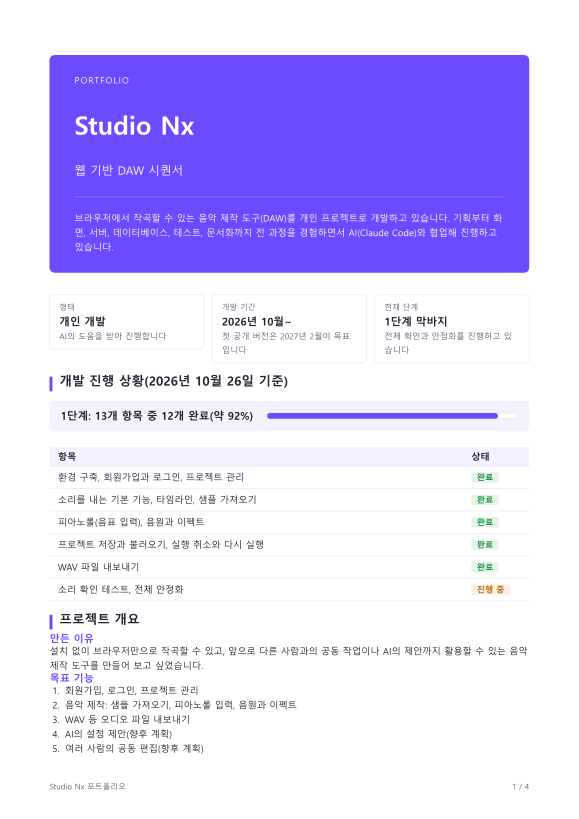 PORTFOLIO
Studio Nx
웹 기반 DAW 시퀀서
브라우저에서 작곡할 수 있는 음악 제작 도구(DAW)를 개인 프로젝트로 개발하고 있습니다. 기획부터 화
면, 서버, 데이터베이스, 테스트, 문서화까지 전 과정을 경험하면서 AI(Claude Code)와 협업해 진행하고
있습니다.
형태
개인 개발
AI의 도움을 받아 진행합니다
개발 기간
2026년 10월~
첫 공개 버전은 2027년 2월이 목표
입니다
현재 단계
1단계 막바지
전체 확인과 안정화를 진행하고 있
습니다
개발 진행 상황(2026년 10월 26일 기준)
1단계: 13개 항목 중 12개 완료(약 92%)
항목 상태
환경 구축, 회원가입과 로그인, 프로젝트 관리 완료
소리를 내는 기본 기능, 타임라인, 샘플 가져오기 완료
피아노롤(음표 입력), 음원과 이펙트 완료
프로젝트 저장과 불러오기, 실행 취소와 다시 실행 완료
WAV 파일 내보내기 완료
소리 확인 테스트, 전체 안정화 진행 중
프로젝트 개요
만든 이유
설치 없이 브라우저만으로 작곡할 수 있고, 앞으로 다른 사람과의 공동 작업이나 AI의 제안까지 활용할 수 있는 음악
제작 도구를 만들어 보고 싶었습니다.
목표 기능
1. 회원가입, 로그인, 프로젝트 관리
2. 음악 제작: 샘플 가져오기, 피아노롤 입력, 음원과 이펙트
3. WAV 등 오디오 파일 내보내기
4. AI의 설정 제안(향후 계획)
5. 여러 사람의 공동 편집(향후 계획)
Studio Nx 포트폴리오 1 / 4